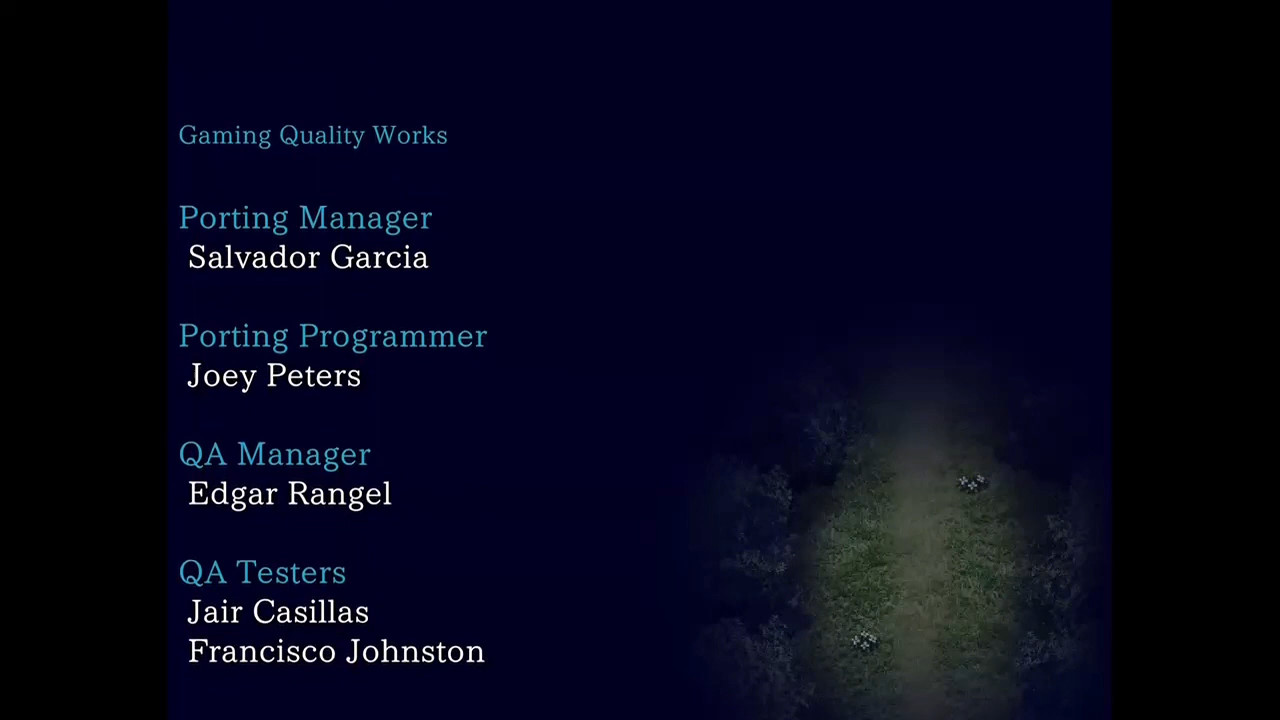 Gaming Quality Works
Porting Manager
Salvador Garcia
Porting Programmer
Joey Peters
QA Manager
Edgar Rangel
QA Testers
Jair Casillas
Francisco Johnston